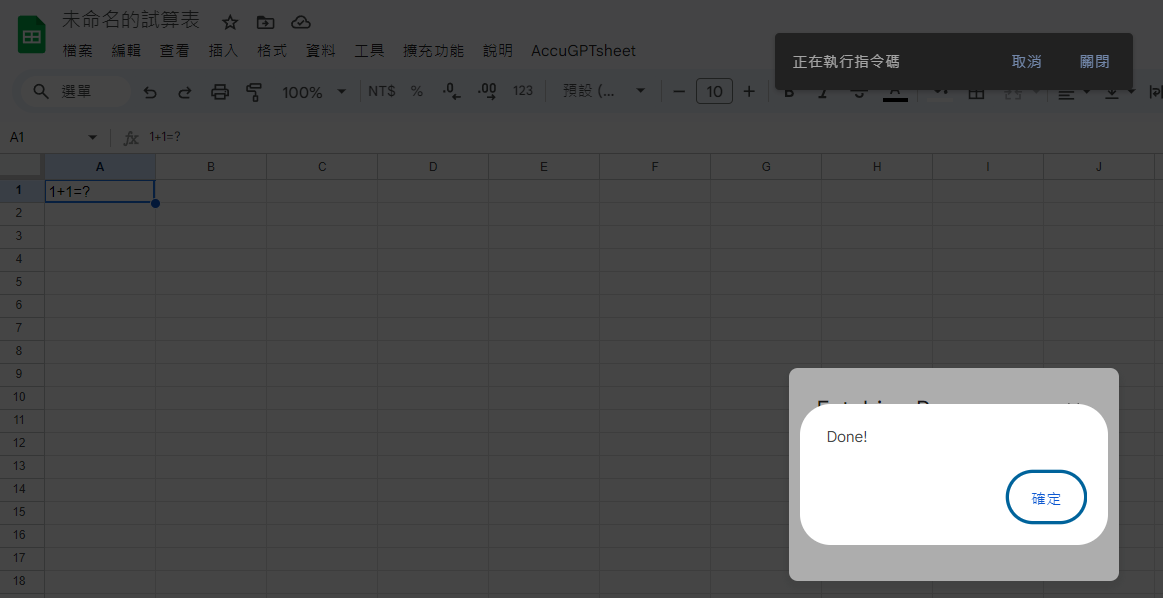 未命名的試算表
檔案 編輯 查看 插入 格式 資料 工具 擴充功能 說明 AccuGPTsheet
正在執行指令碼 取消 關閉
選單 100% NT$ % .0 .00 123 預設 (... 10 B I A
A1 fx 1+1=?
A B C D E F G H I J
1 1+1=?
2
3
4
5
6
7
8
9
10
11
12
13
14
15
16
17
18
Done!
確定